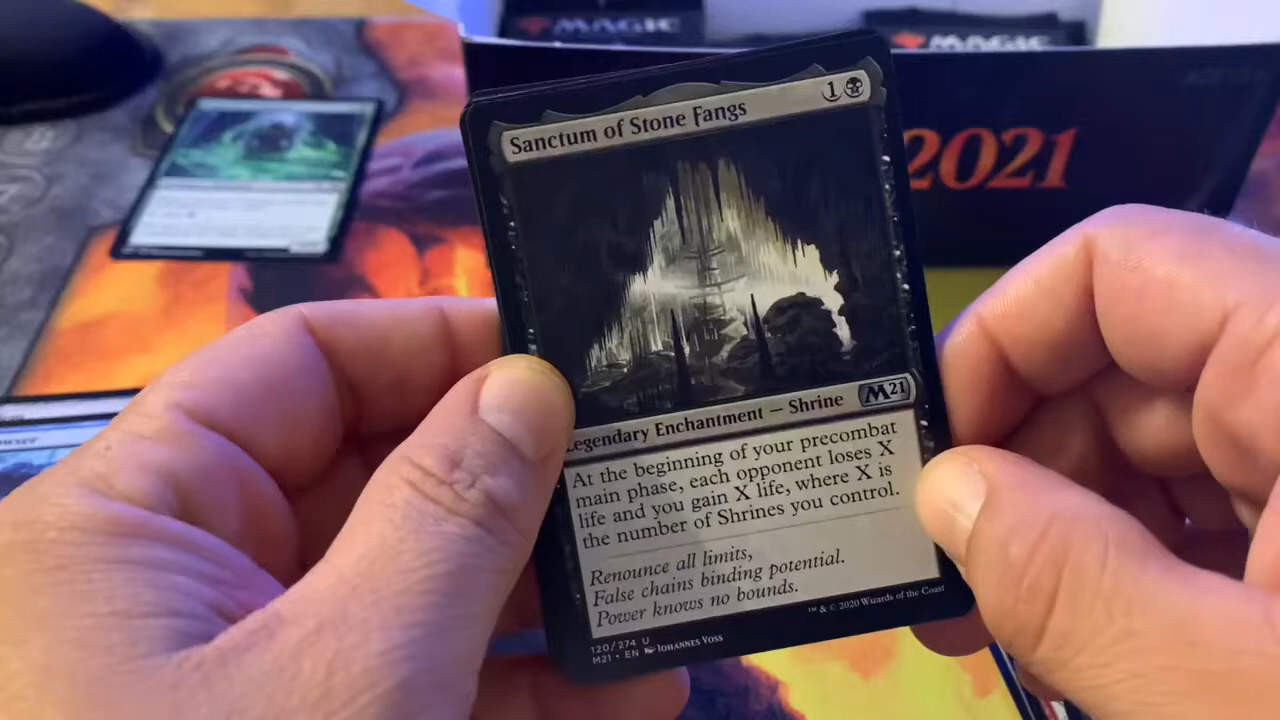 MAGIC
MAGIC
2021
Sanctum of Stone Fangs 1
Legendary Enchantment — Shrine M21
At the beginning of your precombat
main phase, each opponent loses X
life and you gain X life, where X is
the number of Shrines you control.
Renounce all limits,
False chains binding potential.
Power knows no bounds.
™ & © 2020 Wizards of the Coast
120/274 U
M21 • EN Johannes Voss